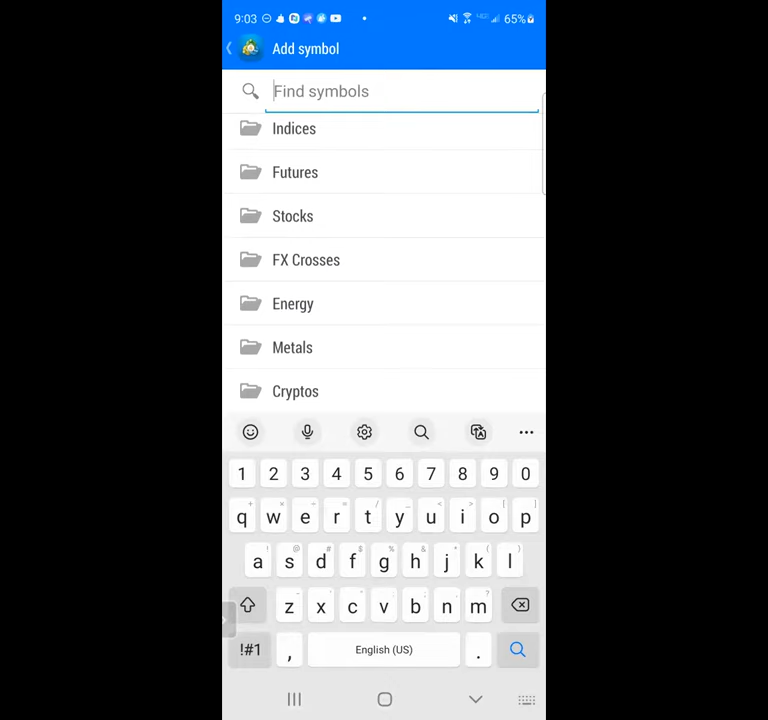 9:03 65%
Add symbol
Find symbols
Indices
Futures
Stocks
FX Crosses
Energy
Metals
Cryptos
1 2 3 4 5 6 7 8 9 0
q w e r t y u i o p
a s d f g h j k l
z x c v b n m
!#1 , English (US) .